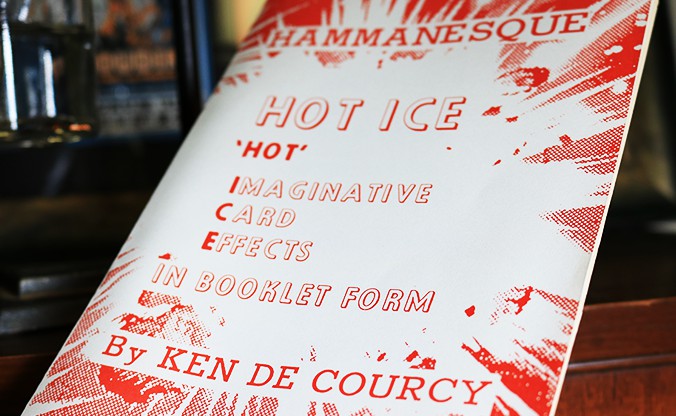 HAMMANESQUE
HOT ICE
'HOT'
IMAGINATIVE
CARD
EFFECTS
IN BOOKLET FORM
By KEN DE COURCY